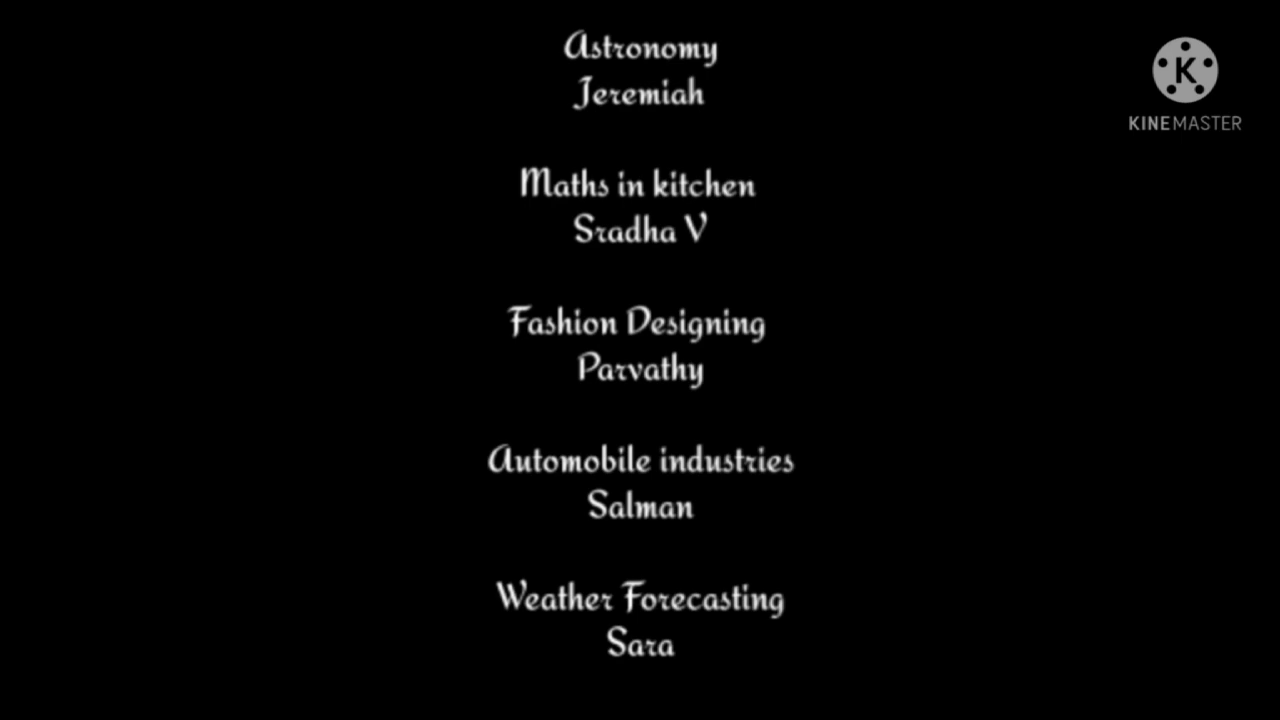 Astronomy
Jeremiah
Maths in kitchen
Sradha V
Fashion Designing
Parvathy
Automobile industries
Salman
Weather Forecasting
Sara
K
KINEMASTER